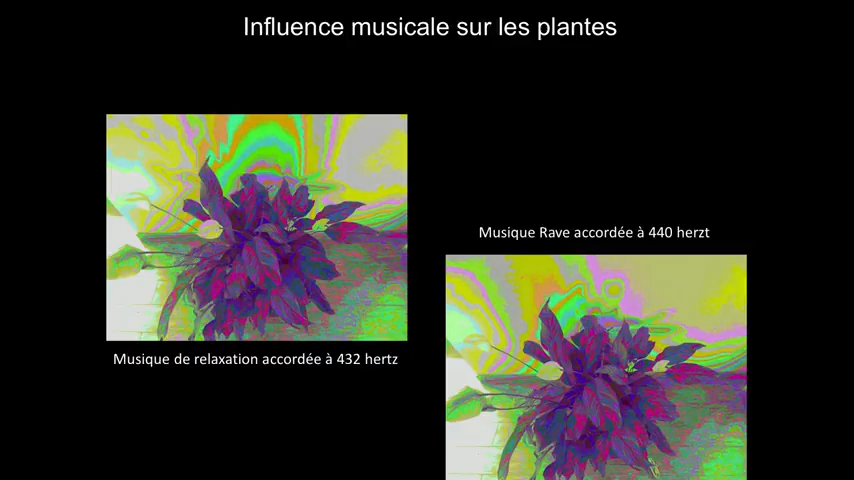 Influence musicale sur les plantes
Musique Rave accordée à 440 herzt
Musique de relaxation accordée à 432 hertz